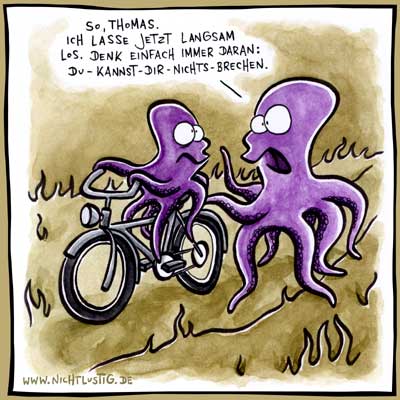 SO, THOMAS.
ICH LASSE JETZT LANGSAM
LOS. DENK EINFACH IMMER DARAN:
DU-KANNST-DIR-NICHTS-BRECHEN.
WWW.NICHTLUSTIG.DE